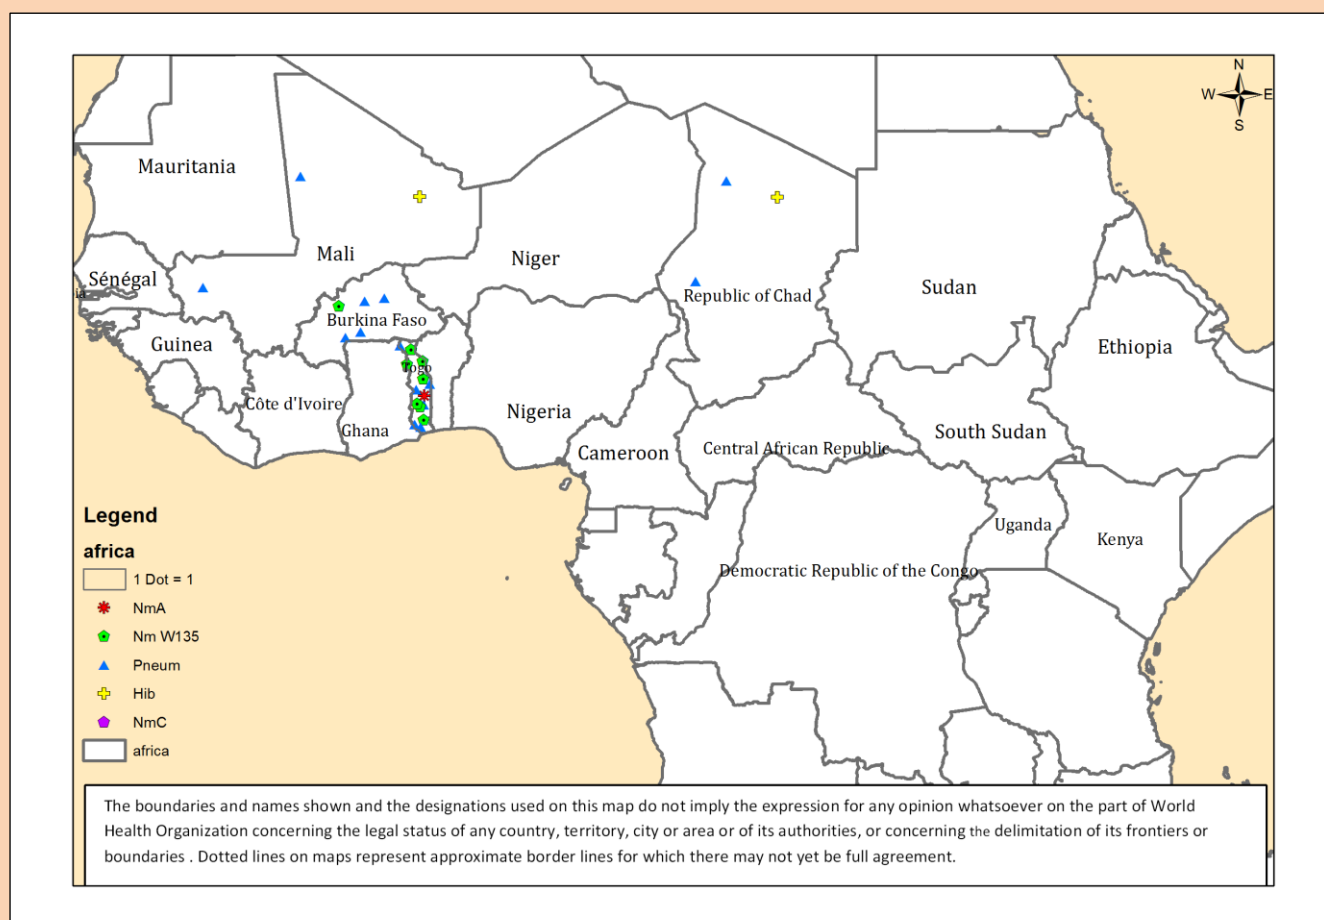 N
W E
S
Mauritania
Mali
Niger
Sénégal
ia
Republic of Chad
Sudan
Burkina Faso
Guinea
Ethiopia
Togo
Côte d'Ivoire
Nigeria
Ghana
South Sudan
Cameroon
Central African Republic
Uganda
Kenya
Democratic Republic of the Congo
Legend
africa
1 Dot = 1
NmA
Nm W135
Pneum
Hib
NmC
africa
The boundaries and names shown and the designations used on this map do not imply the expression for any opinion whatsoever on the part of World
Health Organization concerning the legal status of any country, territory, city or area or of its authorities, or concerning the delimitation of its frontiers or
boundaries . Dotted lines on maps represent approximate border lines for which there may not yet be full agreement.